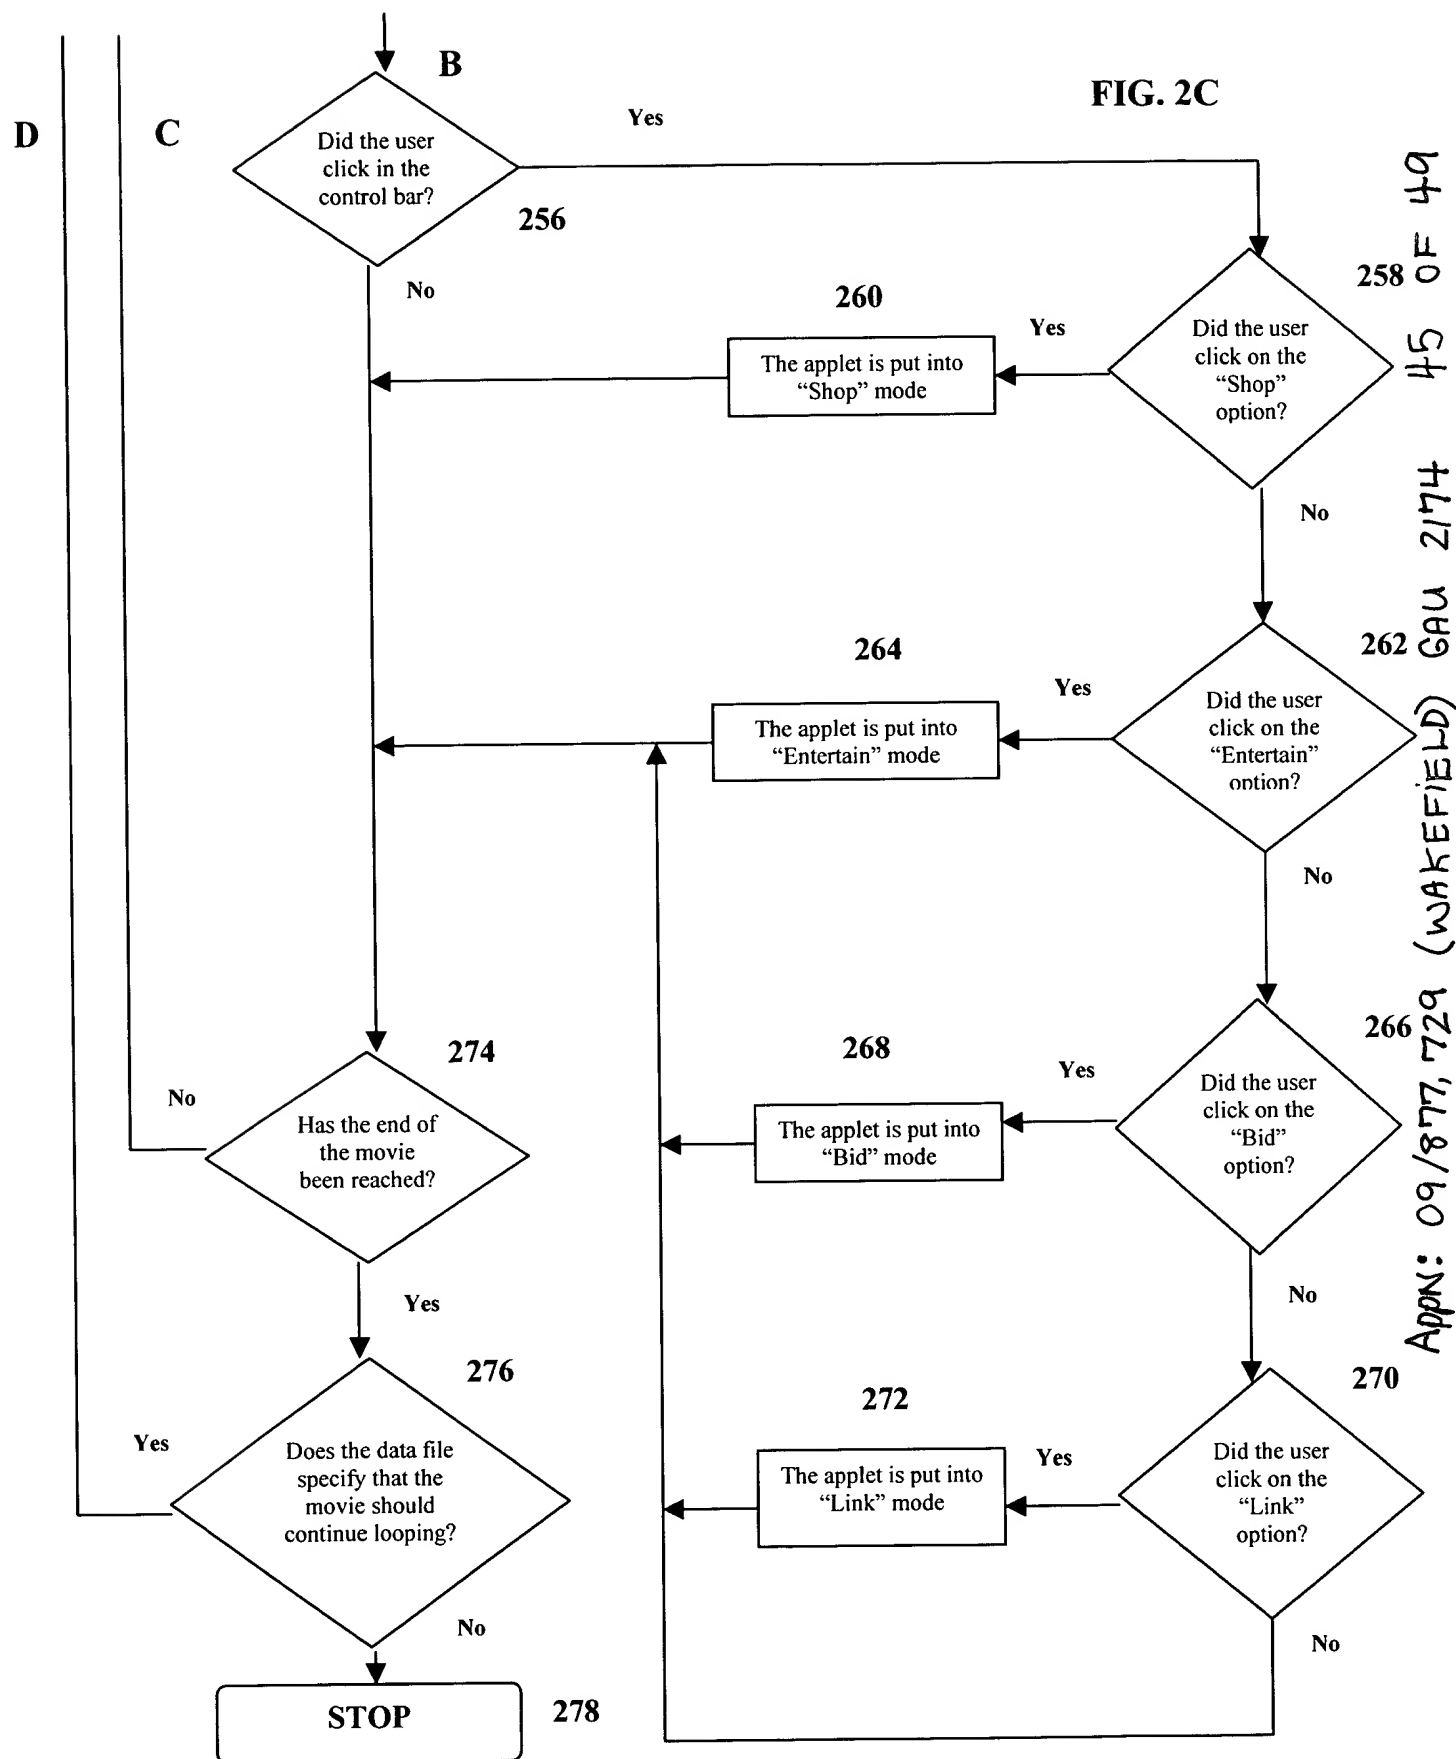 B
FIG. 2C
D
C
Yes
Did the user
click in the
control bar?
256
No
258
260
Yes
Did the user
click on the
“Shop”
option?
The applet is put into
“Shop” mode
No
262
264
Yes
Did the user
click on the
“Entertain”
option?
The applet is put into
“Entertain” mode
No
266
268
Yes
Did the user
click on the
“Bid”
option?
The applet is put into
“Bid” mode
No
274
No
Has the end of
the movie
been reached?
Yes
270
272
Yes
Did the user
click on the
“Link”
option?
The applet is put into
“Link” mode
No
276
Yes
Does the data file
specify that the
movie should
continue looping?
No
STOP
278
APPN: 09/877,729 (WAKEFIELD) GAU 2174 45 OF 49